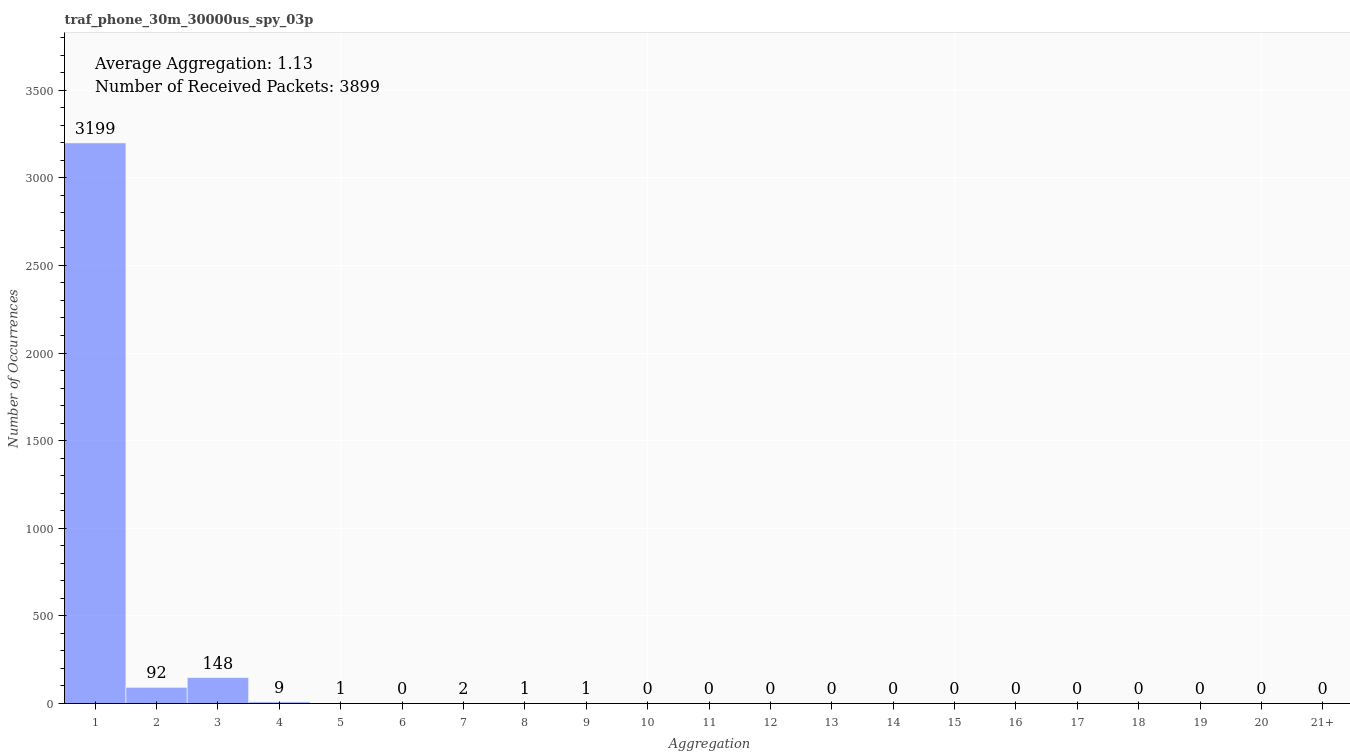 traf_phone_30m_30000us_spy_03p
Average Aggregation: 1.13
Number of Received Packets: 3899
3500
3199
3000
2500
2000
1500
1000
500
0
Number of Occurrences
92 148 9 1 0 2 1 1 0 0 0 0 0 0 0 0 0 0 0 0
1 2 3 4 5 6 7 8 9 10 11 12 13 14 15 16 17 18 19 20 21+
Aggregation